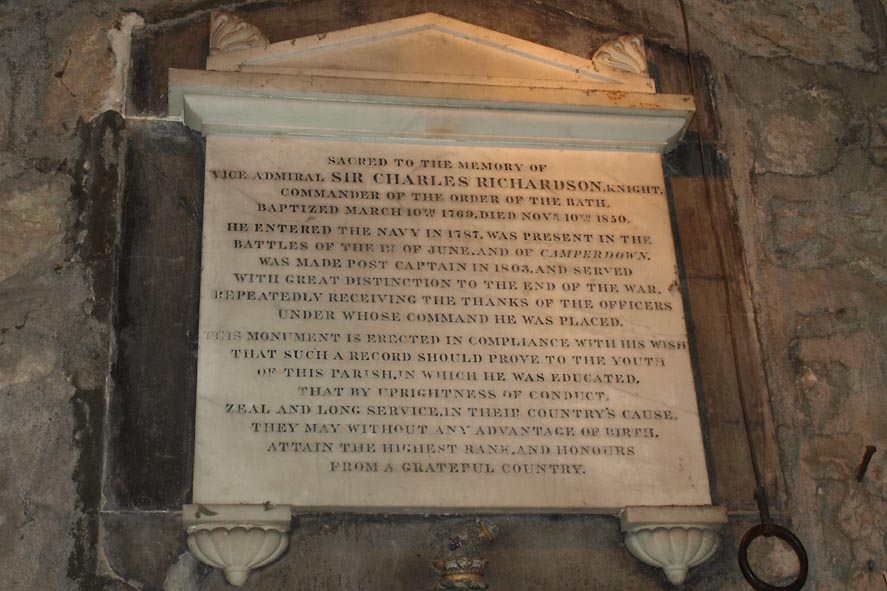 SACRED TO THE MEMORY OF
VICE ADMIRAL SIR CHARLES RICHARDSON, KNIGHT,
COMMANDER OF THE ORDER OF THE BATH,
BAPTIZED MARCH 10TH 1769, DIED NOVR 10TH 1850.
HE ENTERED THE NAVY IN 1787, WAS PRESENT IN THE
BATTLES OF THE 1ST OF JUNE, AND OF CAMPERDOWN,
WAS MADE POST CAPTAIN IN 1803, AND SERVED
WITH GREAT DISTINCTION TO THE END OF THE WAR,
REPEATEDLY RECEIVING THE THANKS OF THE OFFICERS
UNDER WHOSE COMMAND HE WAS PLACED.
THIS MONUMENT IS ERECTED IN COMPLIANCE WITH HIS WISH
THAT SUCH A RECORD SHOULD PROVE TO THE YOUTH
OF THIS PARISH, IN WHICH HE WAS EDUCATED,
THAT BY UPRIGHTNESS OF CONDUCT,
ZEAL AND LONG SERVICE, IN THEIR COUNTRY'S CAUSE,
THEY MAY WITHOUT ANY ADVANTAGE OF BIRTH,
ATTAIN THE HIGHEST RANK, AND HONOURS
FROM A GRATEFUL COUNTRY.